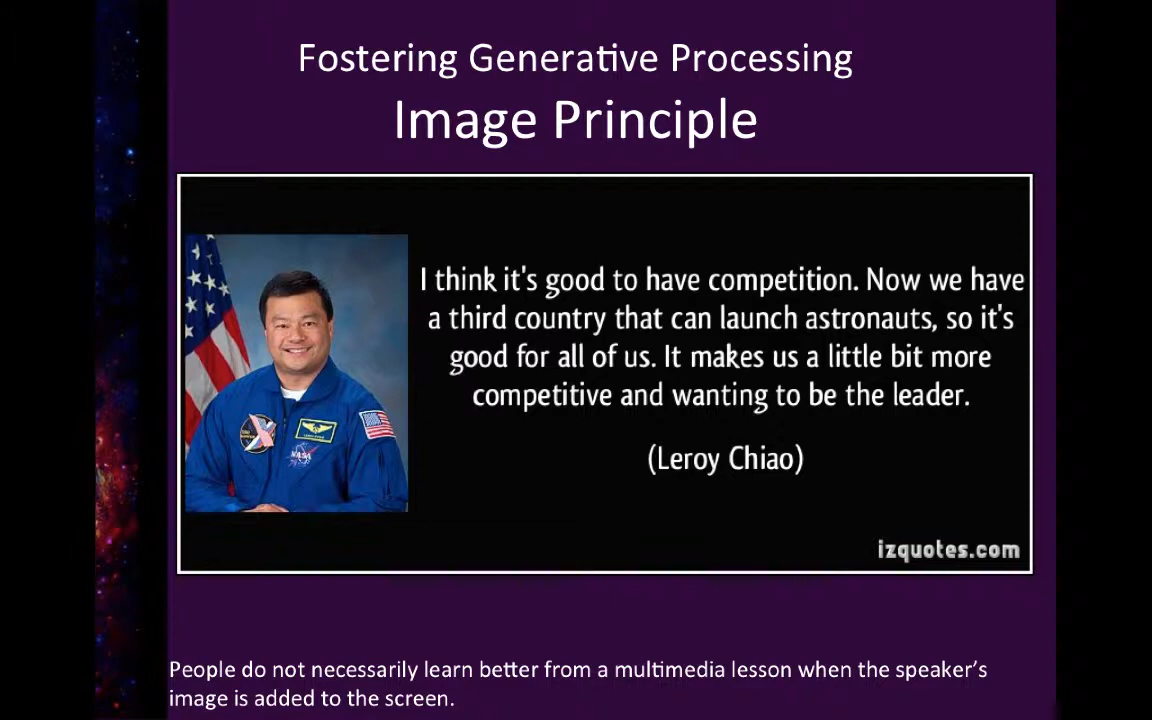 Fostering Generative Processing
Image Principle
I think it's good to have competition. Now we have
a third country that can launch astronauts, so it's
good for all of us. It makes us a little bit more
competitive and wanting to be the leader.
(Leroy Chiao)
NASA
izquotes.com
People do not necessarily learn better from a multimedia lesson when the speaker’s
image is added to the screen.